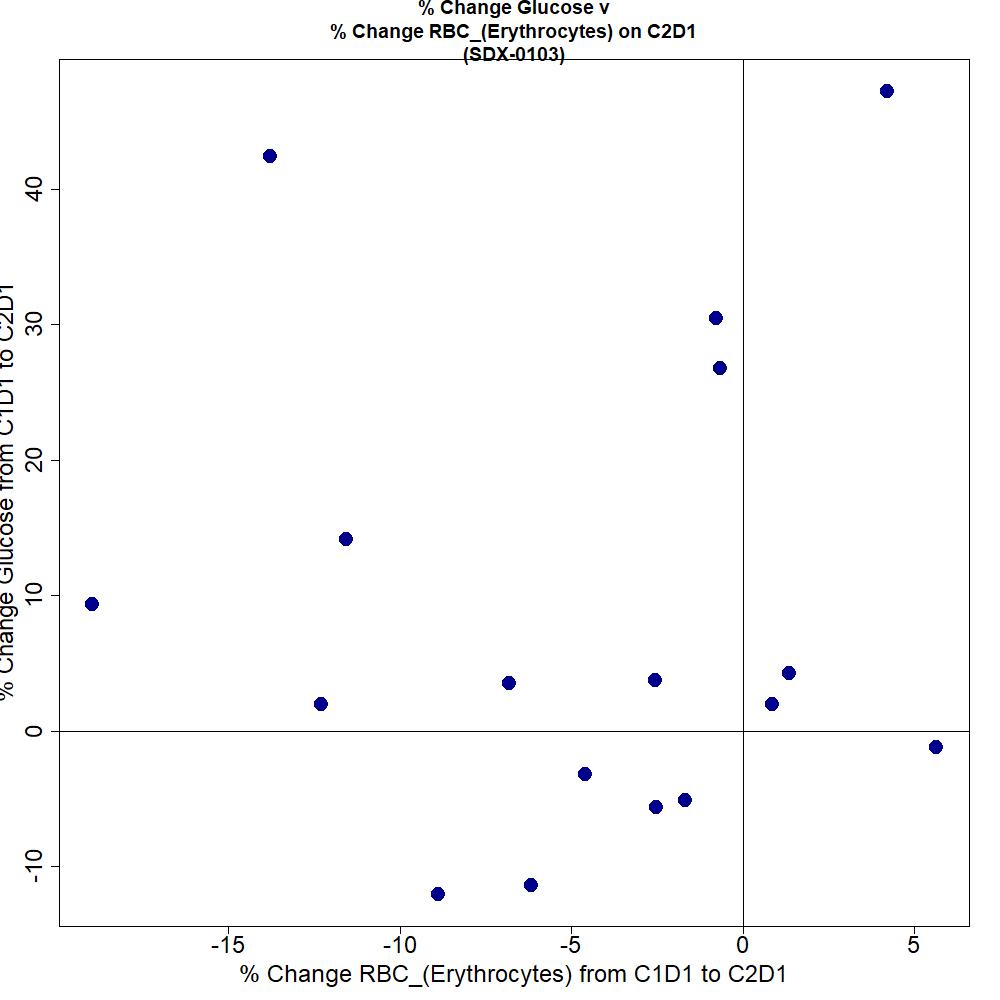 % Change Glucose v
% Change RBC_(Erythrocytes) on C2D1
(SDX-0103)
% Change Glucose from C1D1 to C2D1
40
30
20
10
0
-10
-15
-10
-5
0
5
% Change RBC_(Erythrocytes) from C1D1 to C2D1